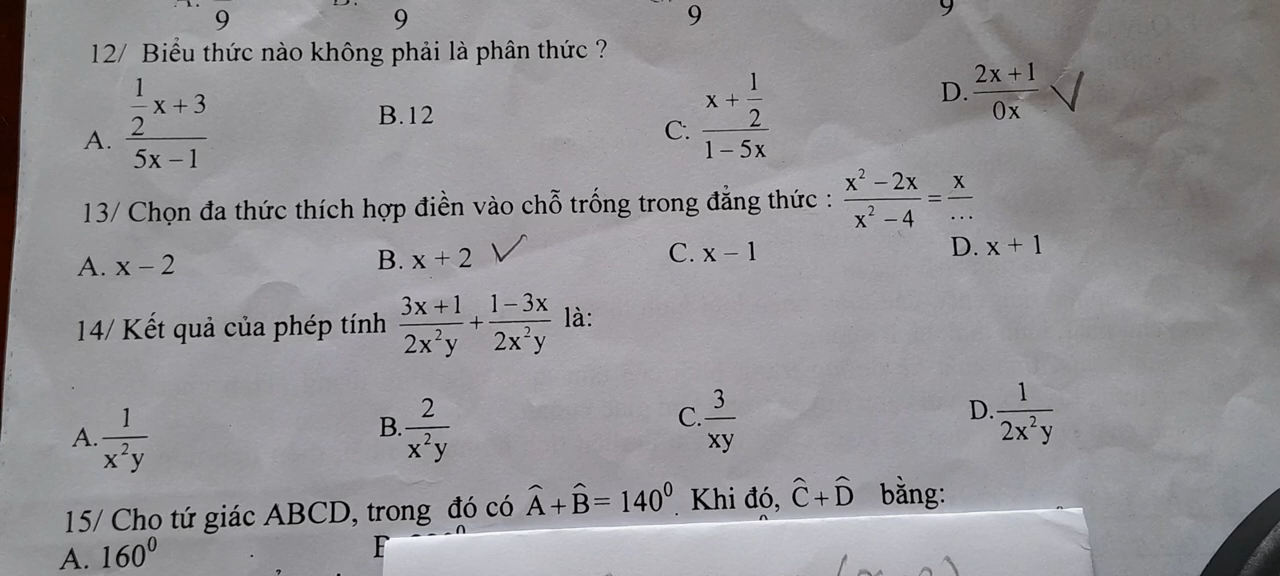 9 9 9 9
12/ Biểu thức nào không phải là phân thức ?
A. (1/2 x + 3)/(5x − 1) B. 12 C. (x + 1/2)/(1 − 5x) D. (2x + 1)/(0x) ✓
13/ Chọn đa thức thích hợp điền vào chỗ trống trong đẳng thức : (x² − 2x)/(x² − 4) = x/...
A. x − 2 B. x + 2 ✓ C. x − 1 D. x + 1
14/ Kết quả của phép tính (3x + 1)/(2x²y) + (1 − 3x)/(2x²y) là:
A. 1/(x²y) B. 2/(x²y) C. 3/(xy) D. 1/(2x²y)
15/ Cho tứ giác ABCD, trong đó có Â + B̂ = 140⁰. Khi đó, Ĉ + D̂ bằng:
A. 160⁰